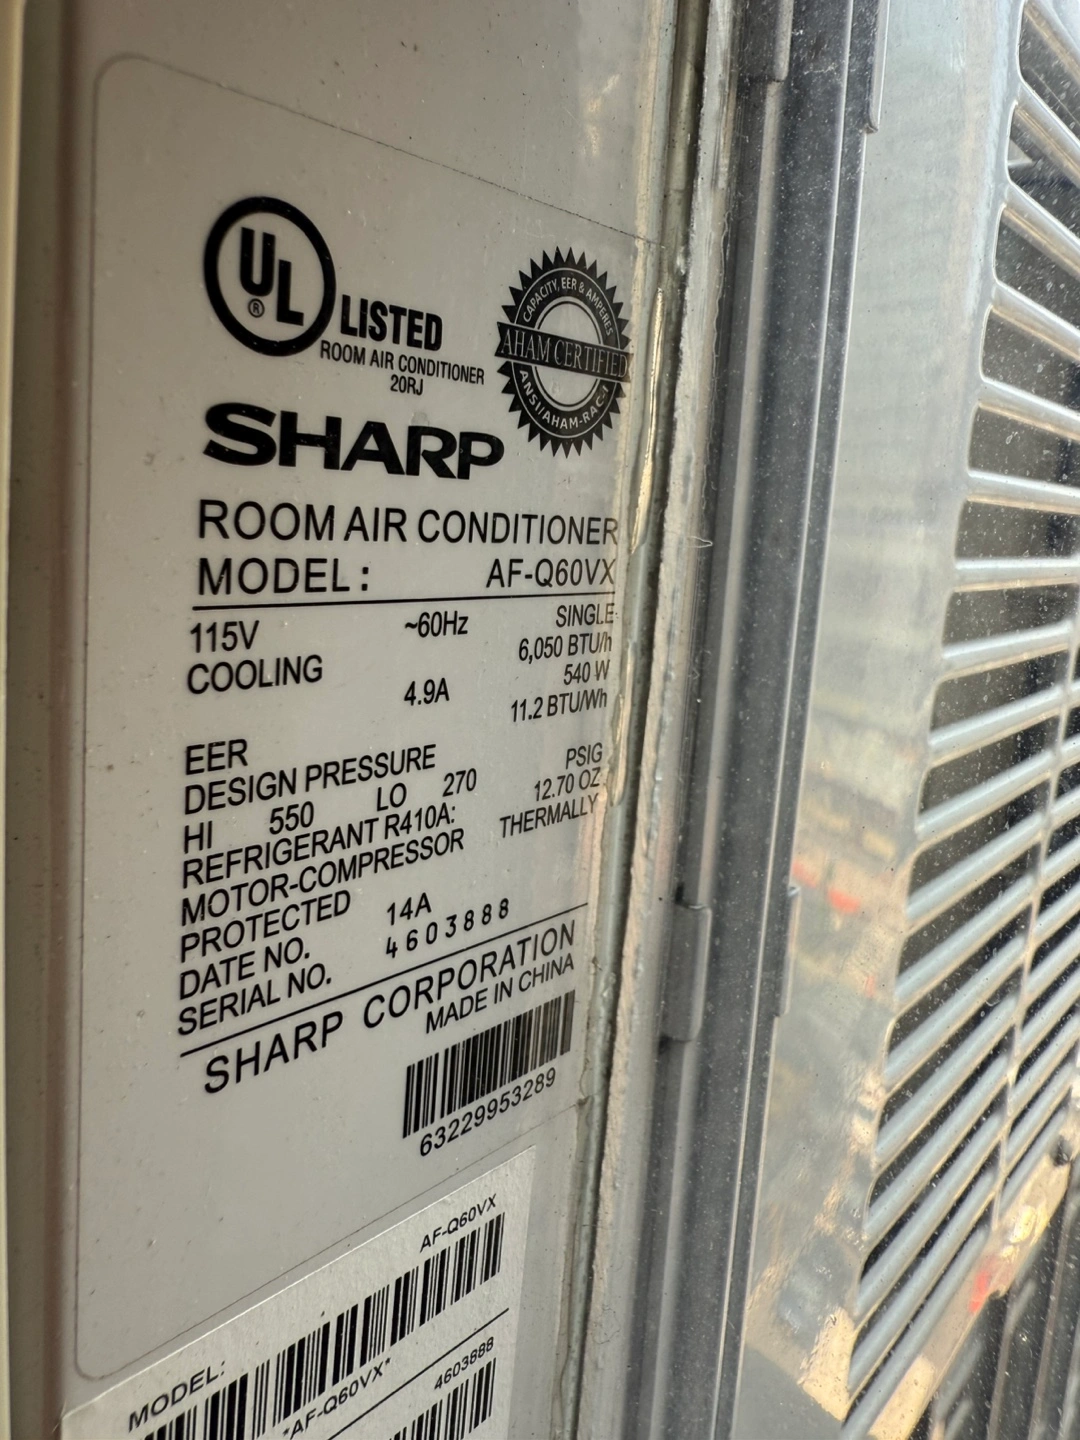 UL
®
LISTED
ROOM AIR CONDITIONER
20RJ
CAPACITY, EER & AMPERES
AHAM CERTIFIED
ANSI/AHAM-RAC-1
SHARP
ROOM AIR CONDITIONER
MODEL: AF-Q60VX
115V ~60Hz SINGLE
COOLING 6,050 BTU/h
4.9A 540 W
EER 11.2 BTU/Wh
DESIGN PRESSURE
HI 550 LO 270 PSIG
REFRIGERANT R410A: 12.70 OZ
MOTOR-COMPRESSOR THERMALLY
PROTECTED
DATE NO. 14A
SERIAL NO. 4603888
SHARP CORPORATION
MADE IN CHINA
63229953289
MODEL: AF-Q60VX
*AF-Q60VX*
4603888